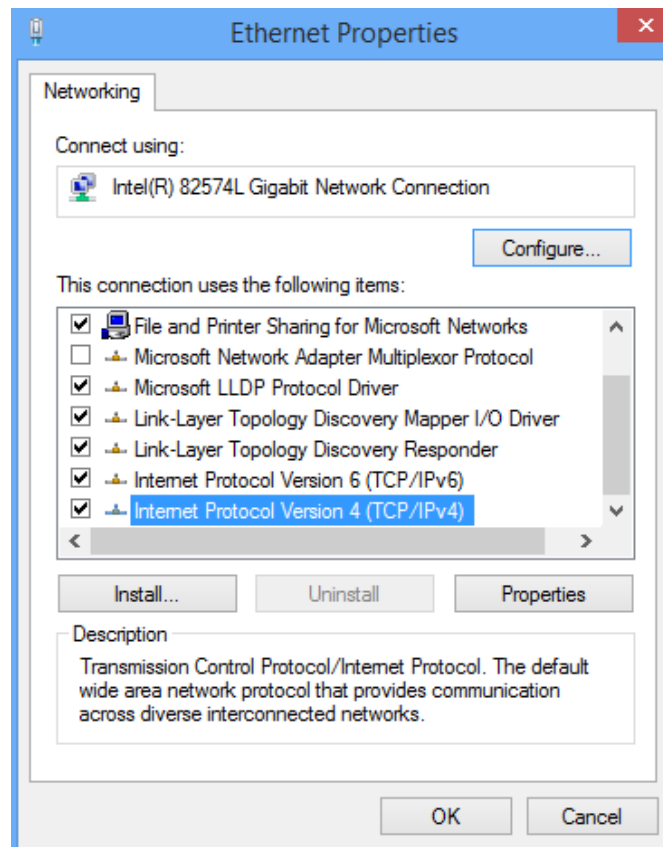 Ethernet Properties
Networking
Connect using:
Intel(R) 82574L Gigabit Network Connection
Configure...
This connection uses the following items:
File and Printer Sharing for Microsoft Networks
Microsoft Network Adapter Multiplexor Protocol
Microsoft LLDP Protocol Driver
Link-Layer Topology Discovery Mapper I/O Driver
Link-Layer Topology Discovery Responder
Internet Protocol Version 6 (TCP/IPv6)
Internet Protocol Version 4 (TCP/IPv4)
Install... Uninstall Properties
Description
Transmission Control Protocol/Internet Protocol. The default
wide area network protocol that provides communication
across diverse interconnected networks.
OK Cancel